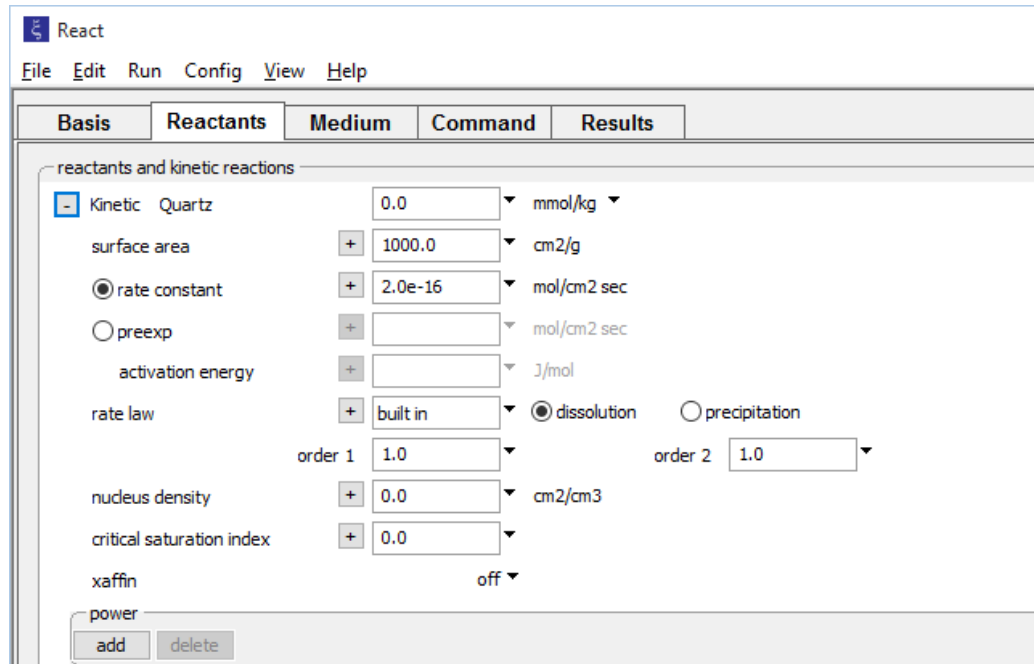 ξ React
File Edit Run Config View Help
Basis Reactants Medium Command Results
reactants and kinetic reactions
- Kinetic Quartz 0.0 mmol/kg
surface area + 1000.0 cm2/g
rate constant + 2.0e-16 mol/cm2 sec
preexp + mol/cm2 sec
activation energy + J/mol
rate law + built in dissolution precipitation
order 1 1.0 order 2 1.0
nucleus density + 0.0 cm2/cm3
critical saturation index + 0.0
xaffin off
power
add delete